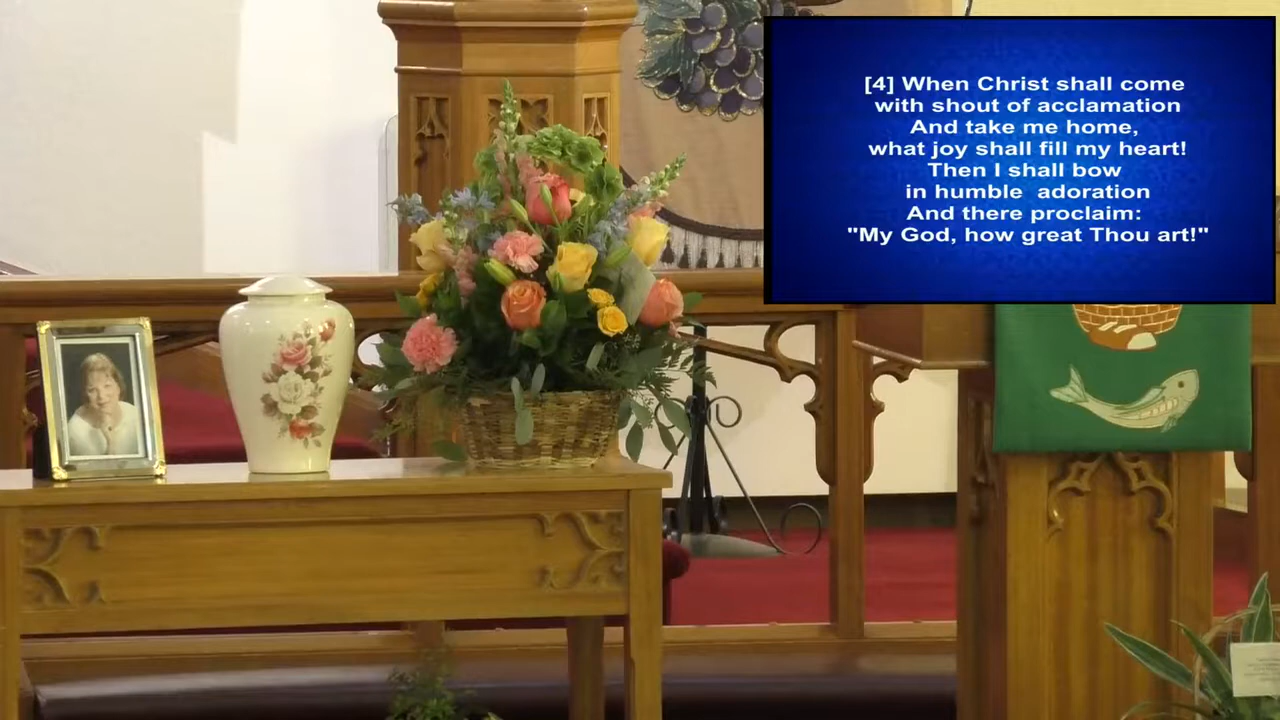 [4] When Christ shall come
with shout of acclamation
And take me home,
what joy shall fill my heart!
Then I shall bow
in humble  adoration
And there proclaim:
"My God, how great Thou art!"